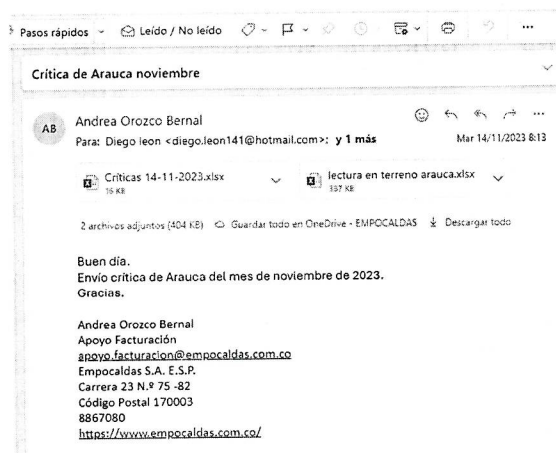 Pasos rápidos
Leído / No leído
Crítica de Arauca noviembre
AB
Andrea Orozco Bernal
Para: Diego leon <diego.leon141@hotmail.com>; y 1 más
Mar 14/11/2023 8:13
Críticas 14-11-2023.xlsx
16 KB
lectura en terreno arauca.xlsx
387 KB
2 archivos adjuntos (404 KB) Guardar todo en OneDrive - EMPOCALDAS Descargar todo
Buen día.
Envío crítica de Arauca del mes de noviembre de 2023.
Gracias.
Andrea Orozco Bernal
Apoyo Facturación
apoyo.facturacion@empocaldas.com.co
Empocaldas S.A. E.S.P.
Carrera 23 N.º 75 -82
Código Postal 170003
8867080
https://www.empocaldas.com.co/